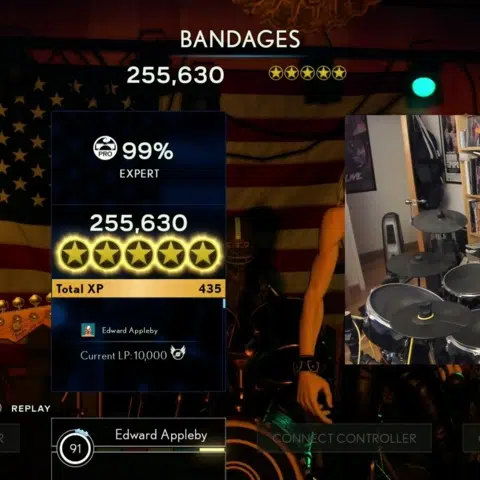 BANDAGES
255,630
PRO 99%
EXPERT
255,630
Total XP 435
Edward Appleby
Current LP: 10,000
REPLAY
Edward Appleby
91
CONNECT CONTROLLER